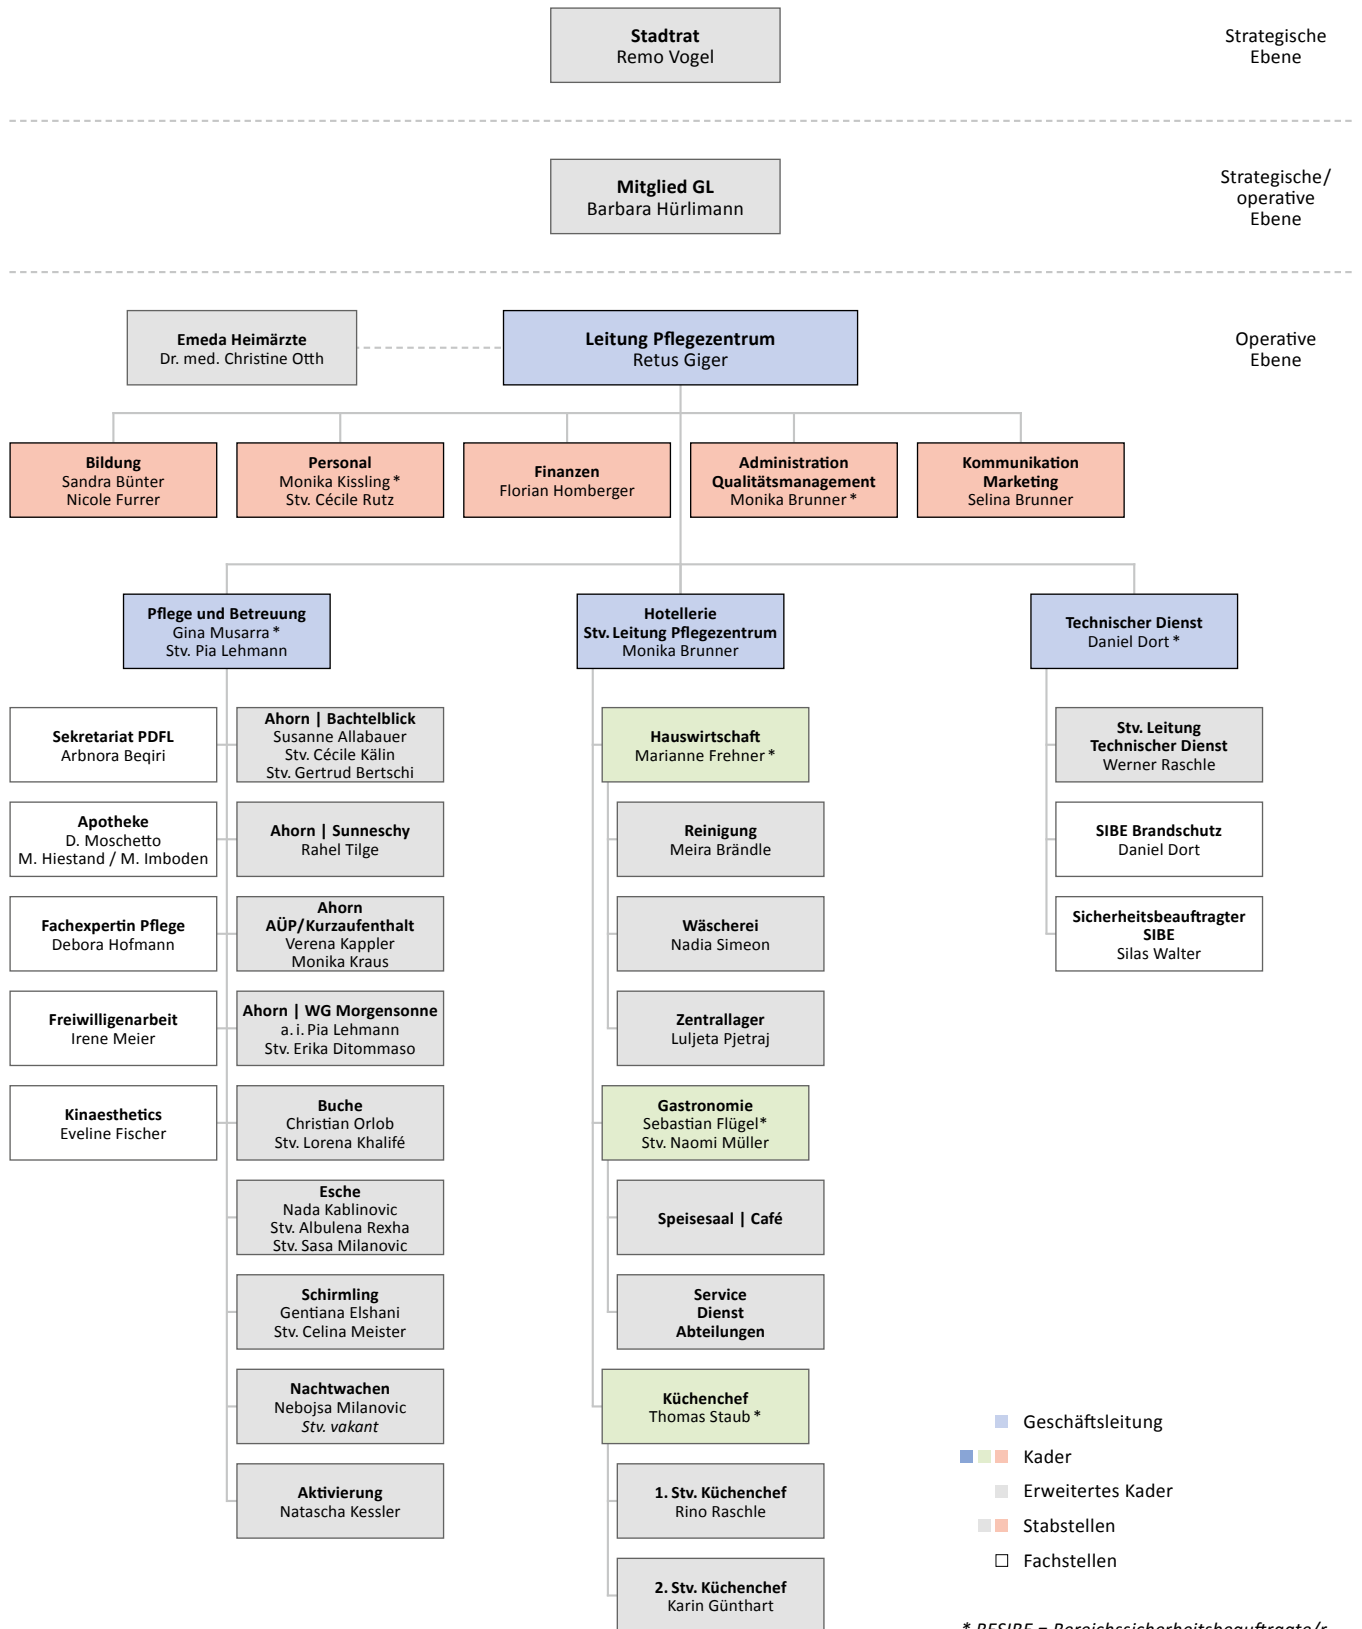 Stadtrat
Remo Vogel
Strategische
Ebene
Mitglied GL
Barbara Hürlimann
Strategische/
operative
Ebene
Emeda Heimärzte
Dr. med. Christine Otth
Leitung Pflegezentrum
Retus Giger
Operative
Ebene
Bildung
Sandra Bünter
Nicole Furrer
Personal
Monika Kissling *
Stv. Cécile Rutz
Finanzen
Florian Homberger
Administration
Qualitätsmanagement
Monika Brunner *
Kommunikation
Marketing
Selina Brunner
Pflege und Betreuung
Gina Musarra *
Stv. Pia Lehmann
Hotellerie
Stv. Leitung Pflegezentrum
Monika Brunner
Technischer Dienst
Daniel Dort *
Sekretariat PDFL
Arbnora Beqiri
Apotheke
D. Moschetto
M. Hiestand / M. Imboden
Fachexpertin Pflege
Debora Hofmann
Freiwilligenarbeit
Irene Meier
Kinaesthetics
Eveline Fischer
Ahorn | Bachtelblick
Susanne Allabauer
Stv. Cécile Kälin
Stv. Gertrud Bertschi
Ahorn | Sunneschy
Rahel Tilge
Ahorn
AÜP/Kurzaufenthalt
Verena Kappler
Monika Kraus
Ahorn | WG Morgensonne
a. i. Pia Lehmann
Stv. Erika Ditommaso
Buche
Christian Orlob
Stv. Lorena Khalifé
Esche
Nada Kablinovic
Stv. Albulena Rexha
Stv. Sasa Milanovic
Schirmling
Gentiana Elshani
Stv. Celina Meister
Nachtwachen
Nebojsa Milanovic
Stv. vakant
Aktivierung
Natascha Kessler
Hauswirtschaft
Marianne Frehner *
Reinigung
Meira Brändle
Wäscherei
Nadia Simeon
Zentrallager
Luljeta Pjetraj
Gastronomie
Sebastian Flügel*
Stv. Naomi Müller
Speisesaal | Café
Service
Dienst
Abteilungen
Küchenchef
Thomas Staub *
1. Stv. Küchenchef
Rino Raschle
2. Stv. Küchenchef
Karin Günthart
Stv. Leitung
Technischer Dienst
Werner Raschle
SIBE Brandschutz
Daniel Dort
Sicherheitsbeauftragter
SIBE
Silas Walter
Geschäftsleitung
Kader
Erweitertes Kader
Stabstellen
Fachstellen
* BESIBE = Bereichssicherheitsbeauftragte/r